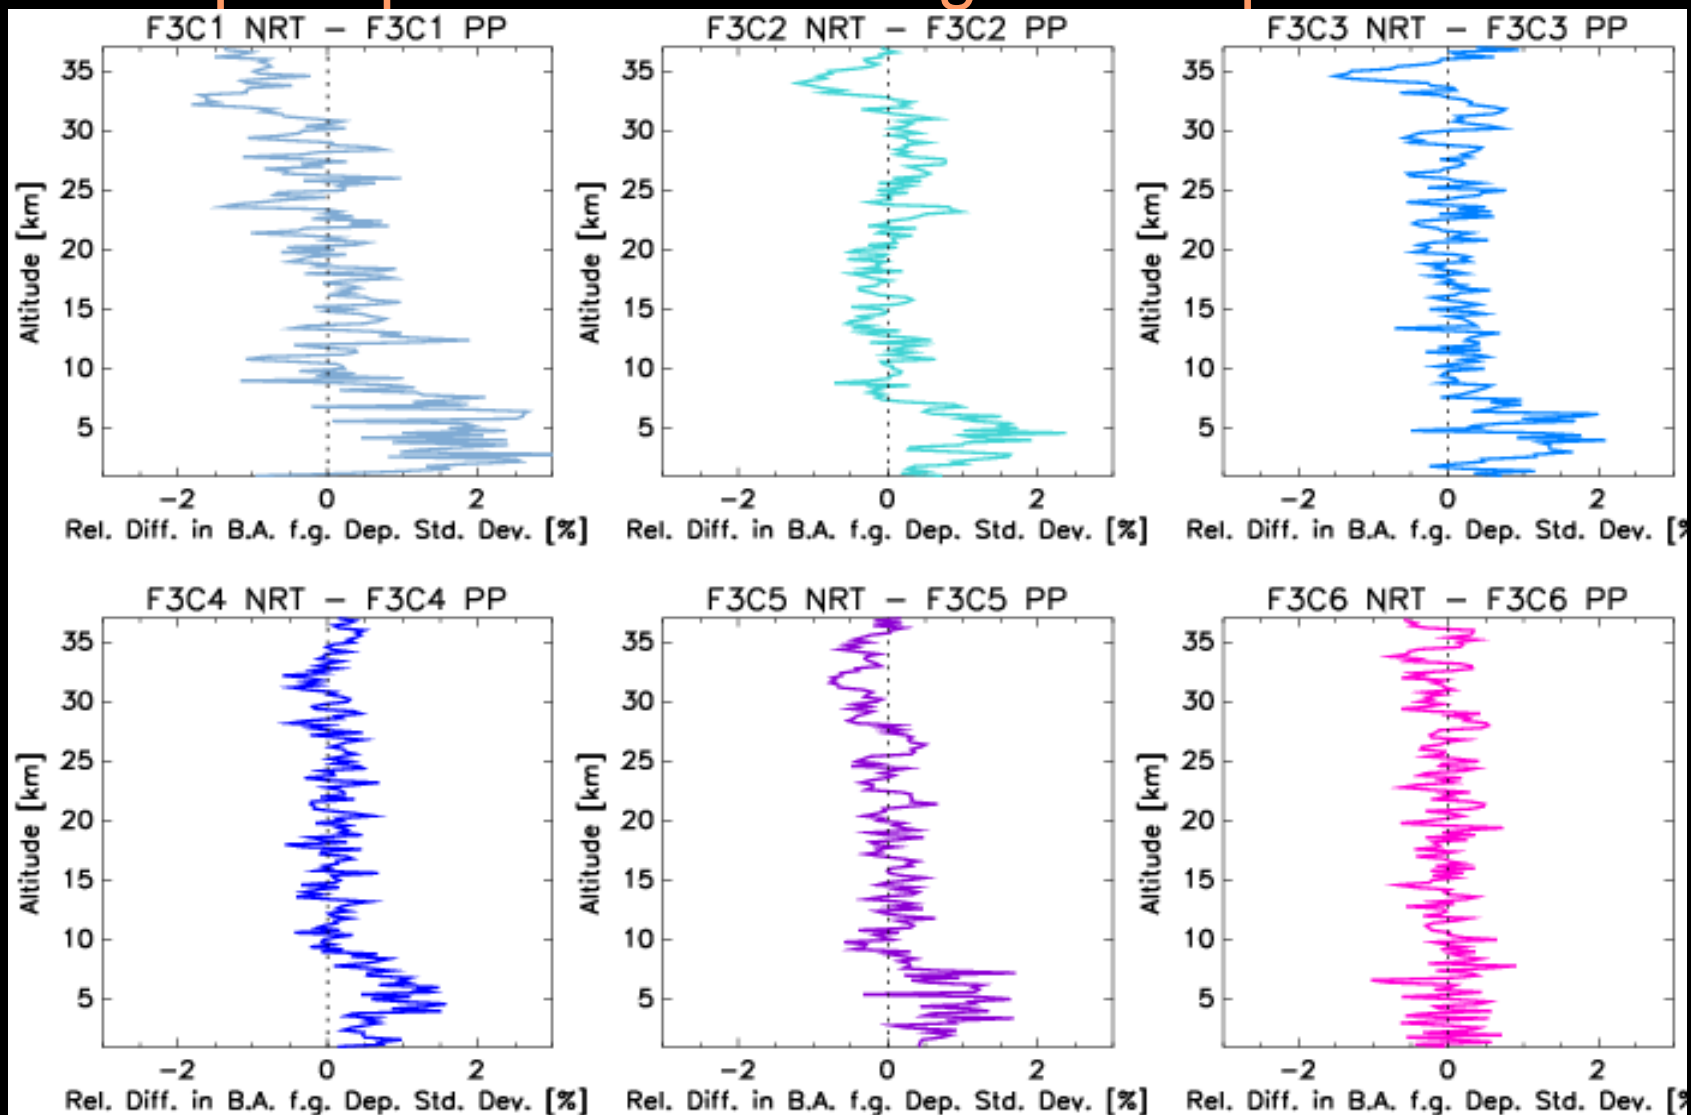 F3C1 NRT – F3C1 PP
35
30
25
20
15
10
5
Altitude [km]
-2 0 2
Rel. Diff. in B.A. f.g. Dep. Std. Dev. [%]
F3C2 NRT – F3C2 PP
35
30
25
20
15
10
5
Altitude [km]
-2 0 2
Rel. Diff. in B.A. f.g. Dep. Std. Dev. [%]
F3C3 NRT – F3C3 PP
35
30
25
20
15
10
5
Altitude [km]
-2 0 2
Rel. Diff. in B.A. f.g. Dep. Std. Dev. [%
F3C4 NRT – F3C4 PP
35
30
25
20
15
10
5
Altitude [km]
-2 0 2
Rel. Diff. in B.A. f.g. Dep. Std. Dev. [%]
F3C5 NRT – F3C5 PP
35
30
25
20
15
10
5
Altitude [km]
-2 0 2
Rel. Diff. in B.A. f.g. Dep. Std. Dev. [%]
F3C6 NRT – F3C6 PP
35
30
25
20
15
10
5
Altitude [km]
-2 0 2
Rel. Diff. in B.A. f.g. Dep. Std. Dev. [%